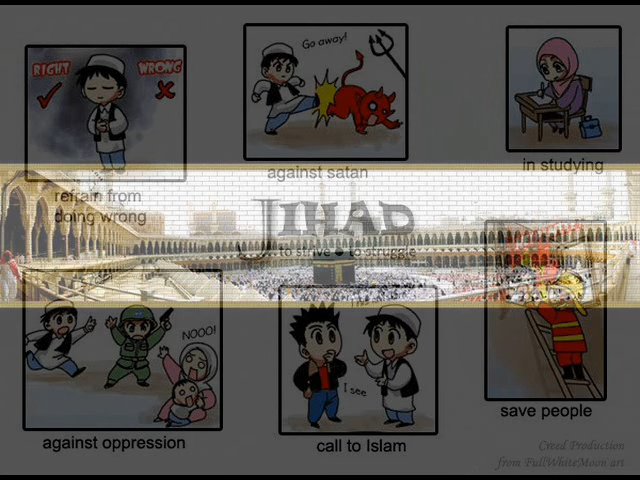 Go away!
RIGHT
WRONG
against satan
in studying
refrain from
doing wrong
JIHAD
to strive to struggle
NOOO!
I see
save people
against oppression
call to Islam
Creed Production
from FullWhiteMoon art